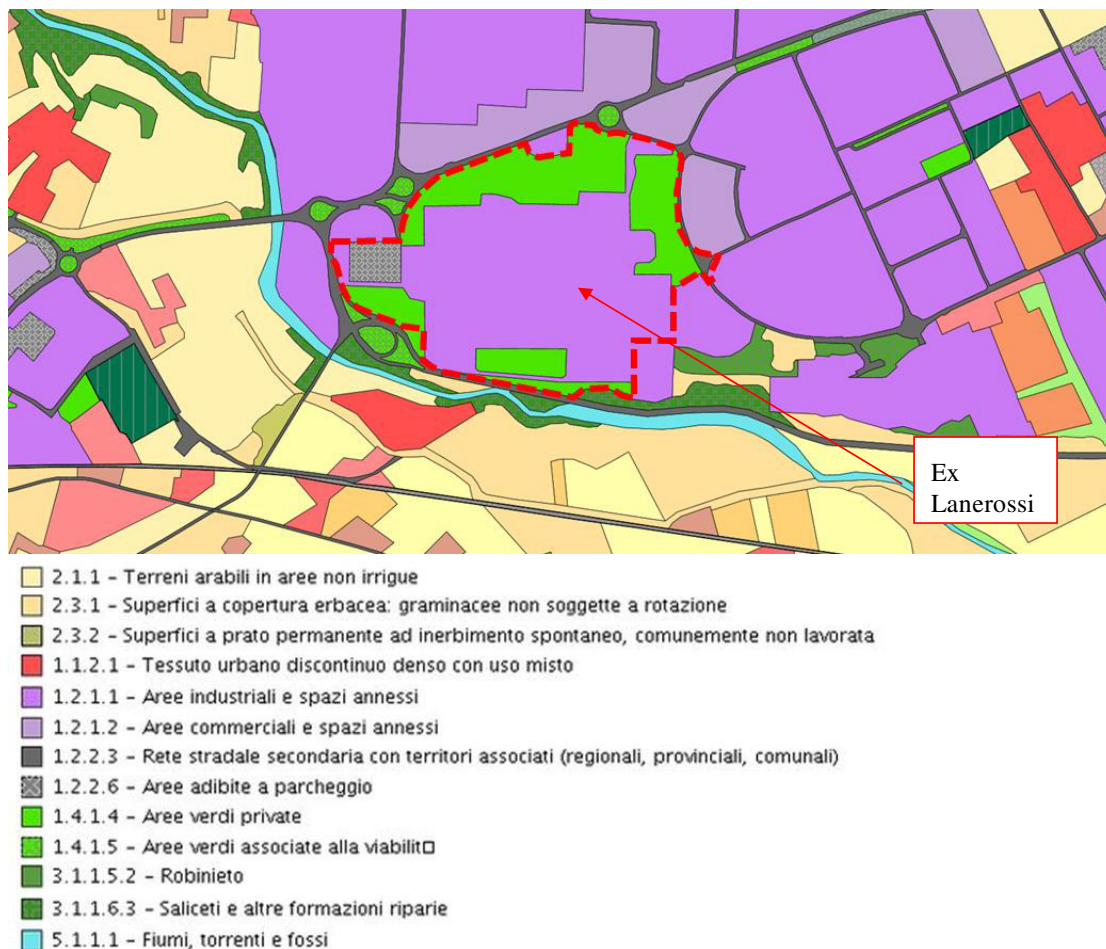 Ex
Lanerossi
2.1.1 – Terreni arabili in aree non irrigue
2.3.1 – Superfici a copertura erbacea: graminacee non soggette a rotazione
2.3.2 – Superfici a prato permanente ad inerbimento spontaneo, comunemente non lavorata
1.1.2.1 – Tessuto urbano discontinuo denso con uso misto
1.2.1.1 – Aree industriali e spazi annessi
1.2.1.2 – Aree commerciali e spazi annessi
1.2.2.3 – Rete stradale secondaria con territori associati (regionali, provinciali, comunali)
1.2.2.6 – Aree adibite a parcheggio
1.4.1.4 – Aree verdi private
1.4.1.5 – Aree verdi associate alla viabilit□
3.1.1.5.2 – Robinieto
3.1.1.6.3 – Saliceti e altre formazioni riparie
5.1.1.1 – Fiumi, torrenti e fossi